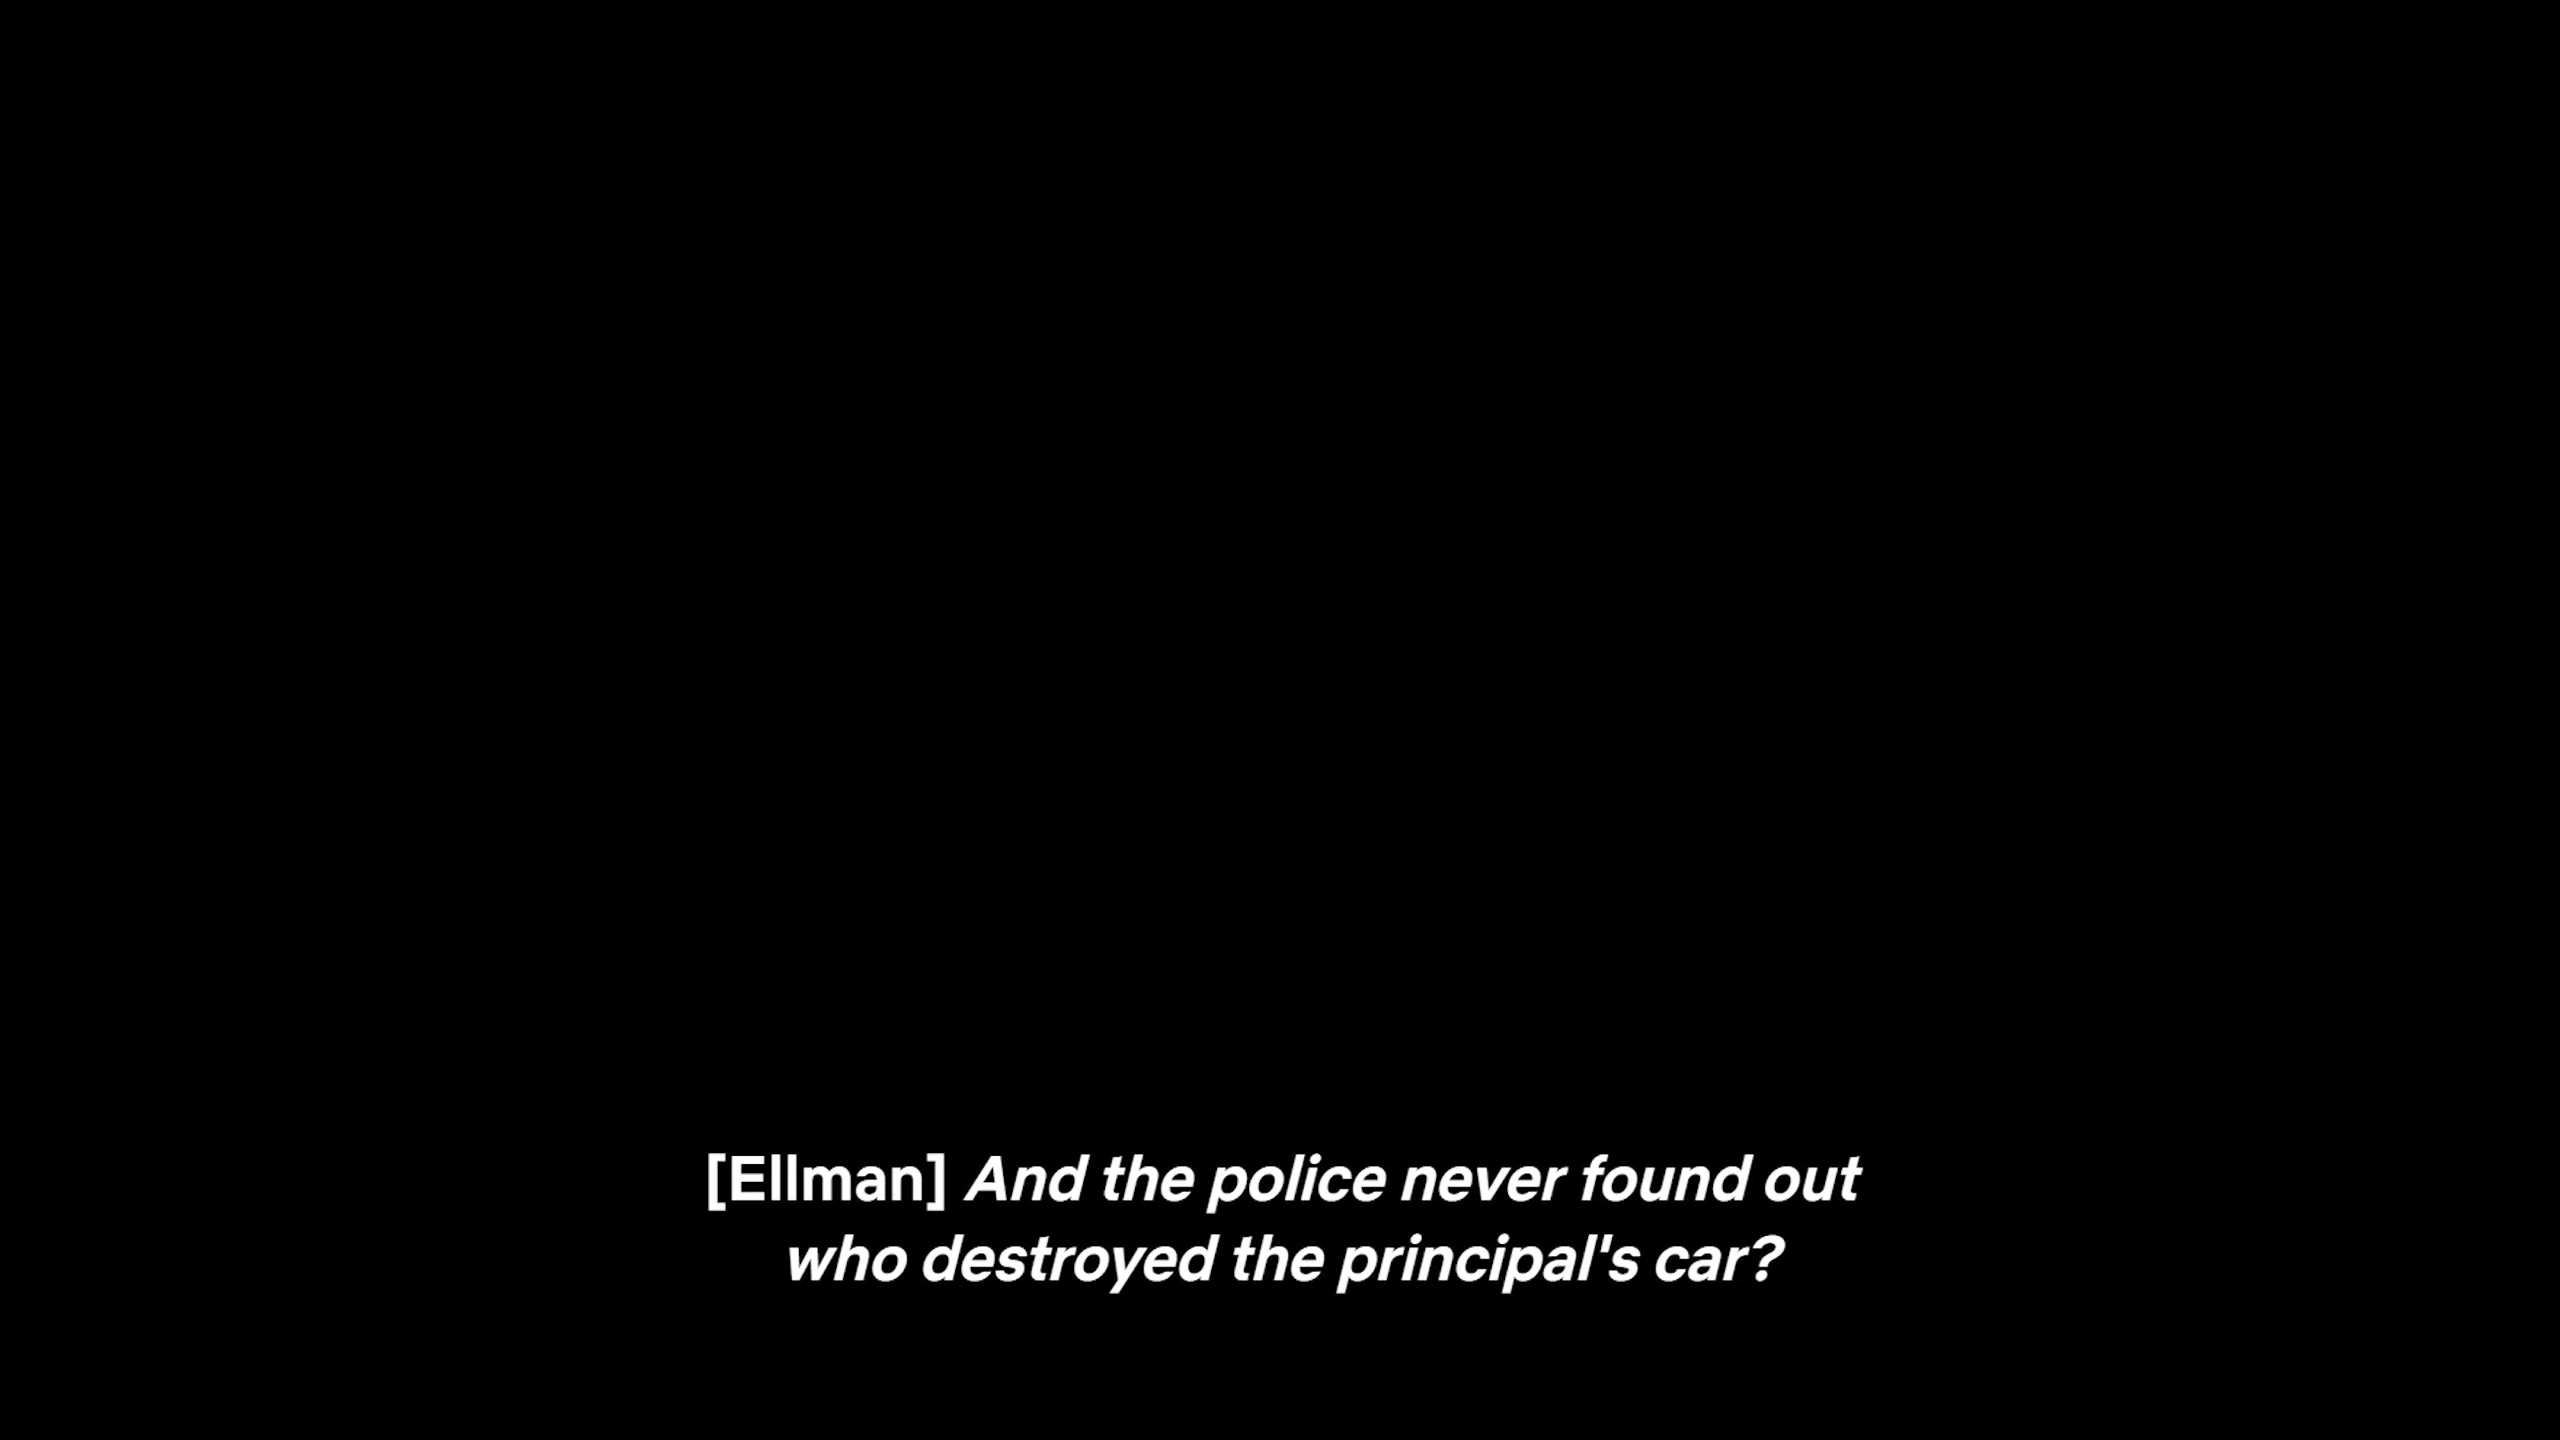 [Ellman] And the police never found out
who destroyed the principal's car?